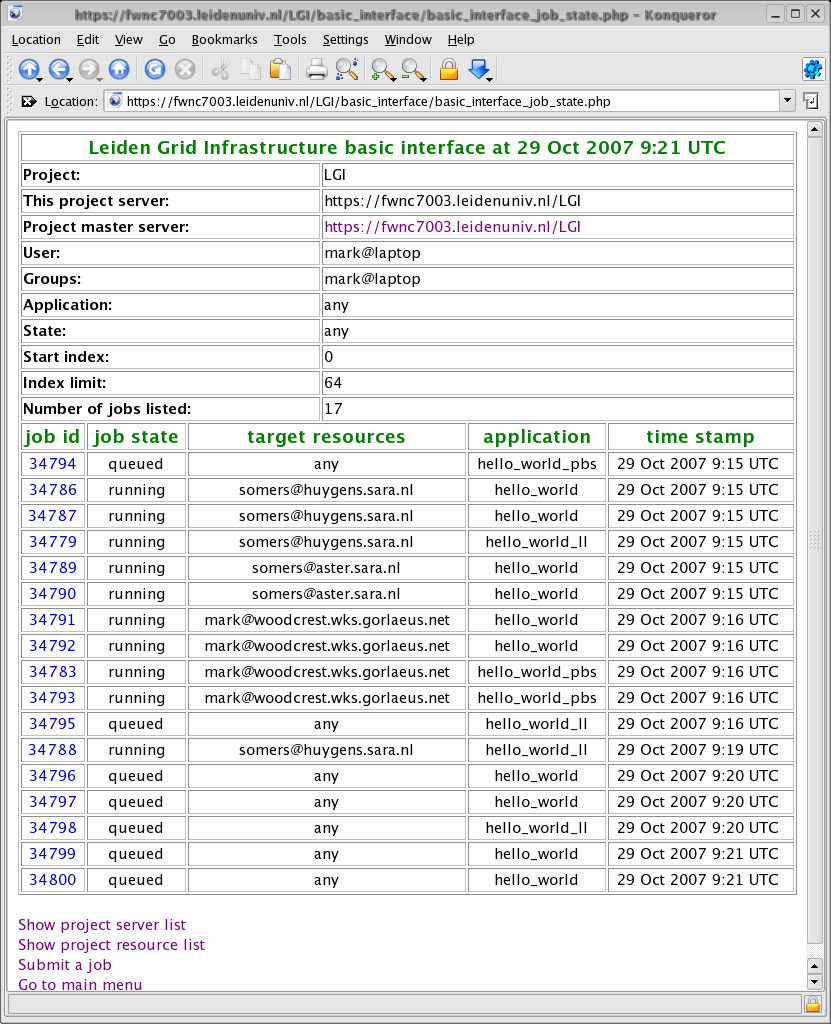 https://fwnc7003.leidenuniv.nl/LGI/basic_interface/basic_interface_job_state.php – Konqueror
Location Edit View Go Bookmarks Tools Settings Window Help
Location: https://fwnc7003.leidenuniv.nl/LGI/basic_interface/basic_interface_job_state.php
Leiden Grid Infrastructure basic interface at 29 Oct 2007 9:21 UTC
Project: LGI
This project server: https://fwnc7003.leidenuniv.nl/LGI
Project master server: https://fwnc7003.leidenuniv.nl/LGI
User: mark@laptop
Groups: mark@laptop
Application: any
State: any
Start index: 0
Index limit: 64
Number of jobs listed: 17
job id job state target resources application time stamp
34794 queued any hello_world_pbs 29 Oct 2007 9:15 UTC
34786 running somers@huygens.sara.nl hello_world 29 Oct 2007 9:15 UTC
34787 running somers@huygens.sara.nl hello_world 29 Oct 2007 9:15 UTC
34779 running somers@huygens.sara.nl hello_world_ll 29 Oct 2007 9:15 UTC
34789 running somers@aster.sara.nl hello_world 29 Oct 2007 9:15 UTC
34790 running somers@aster.sara.nl hello_world 29 Oct 2007 9:15 UTC
34791 running mark@woodcrest.wks.gorlaeus.net hello_world 29 Oct 2007 9:16 UTC
34792 running mark@woodcrest.wks.gorlaeus.net hello_world 29 Oct 2007 9:16 UTC
34783 running mark@woodcrest.wks.gorlaeus.net hello_world_pbs 29 Oct 2007 9:16 UTC
34793 running mark@woodcrest.wks.gorlaeus.net hello_world_pbs 29 Oct 2007 9:16 UTC
34795 queued any hello_world_ll 29 Oct 2007 9:16 UTC
34788 running somers@huygens.sara.nl hello_world_ll 29 Oct 2007 9:19 UTC
34796 queued any hello_world 29 Oct 2007 9:20 UTC
34797 queued any hello_world 29 Oct 2007 9:20 UTC
34798 queued any hello_world_ll 29 Oct 2007 9:20 UTC
34799 queued any hello_world 29 Oct 2007 9:21 UTC
34800 queued any hello_world 29 Oct 2007 9:21 UTC
Show project server list
Show project resource list
Submit a job
Go to main menu